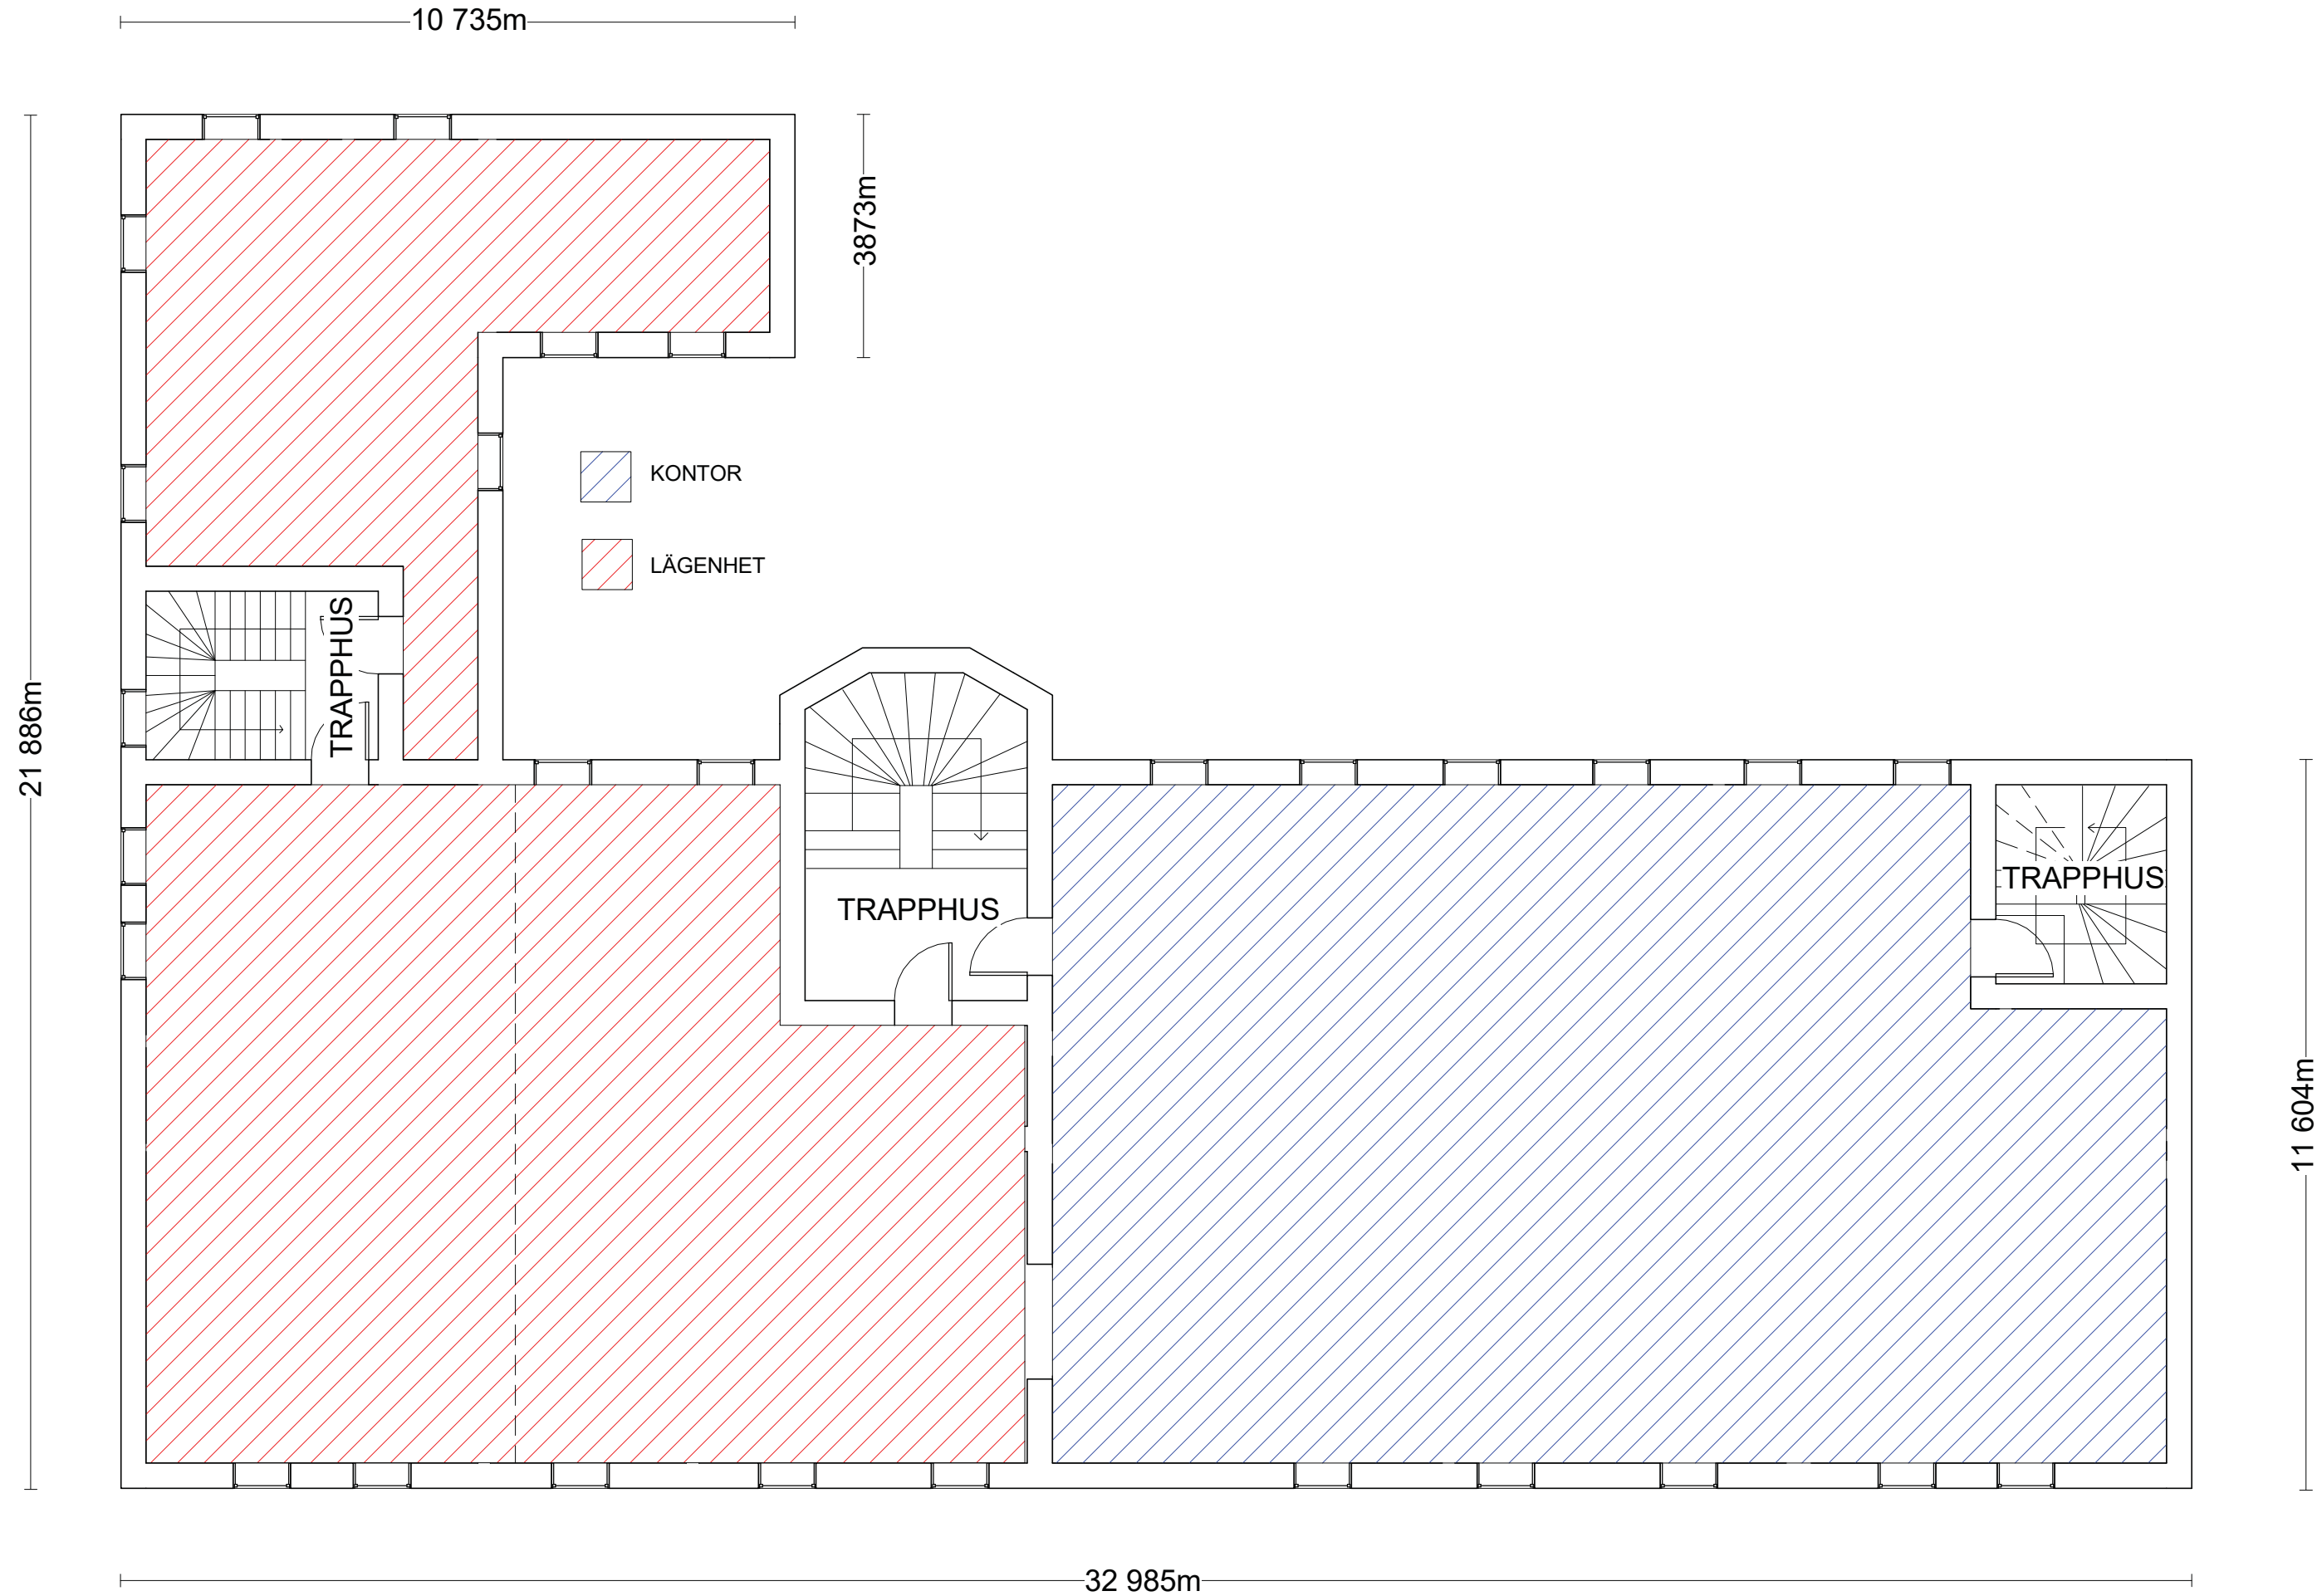 10 735m
3873m
KONTOR
LÄGENHET
TRAPPHUS
21 886m
TRAPPHUS
TRAPPHUS
11 604m
32 985m